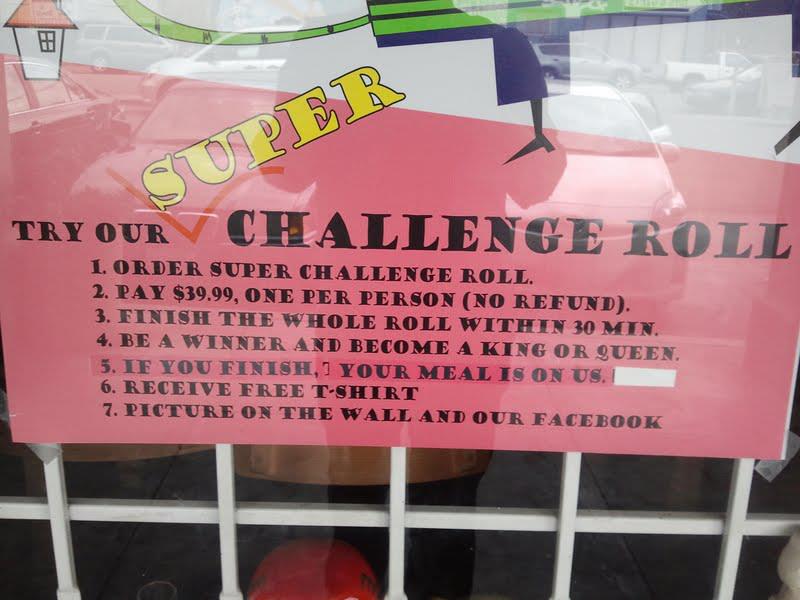 SUPER
TRY OUR CHALLENGE ROLL
1. ORDER SUPER CHALLENGE ROLL.
2. PAY $39.99, ONE PER PERSON (NO REFUND).
3. FINISH THE WHOLE ROLL WITHIN 30 MIN.
4. BE A WINNER AND BECOME A KING OR QUEEN.
5. IF YOU FINISH, YOUR MEAL IS ON US.
6. RECEIVE FREE T-SHIRT
7. PICTURE ON THE WALL AND OUR FACEBOOK